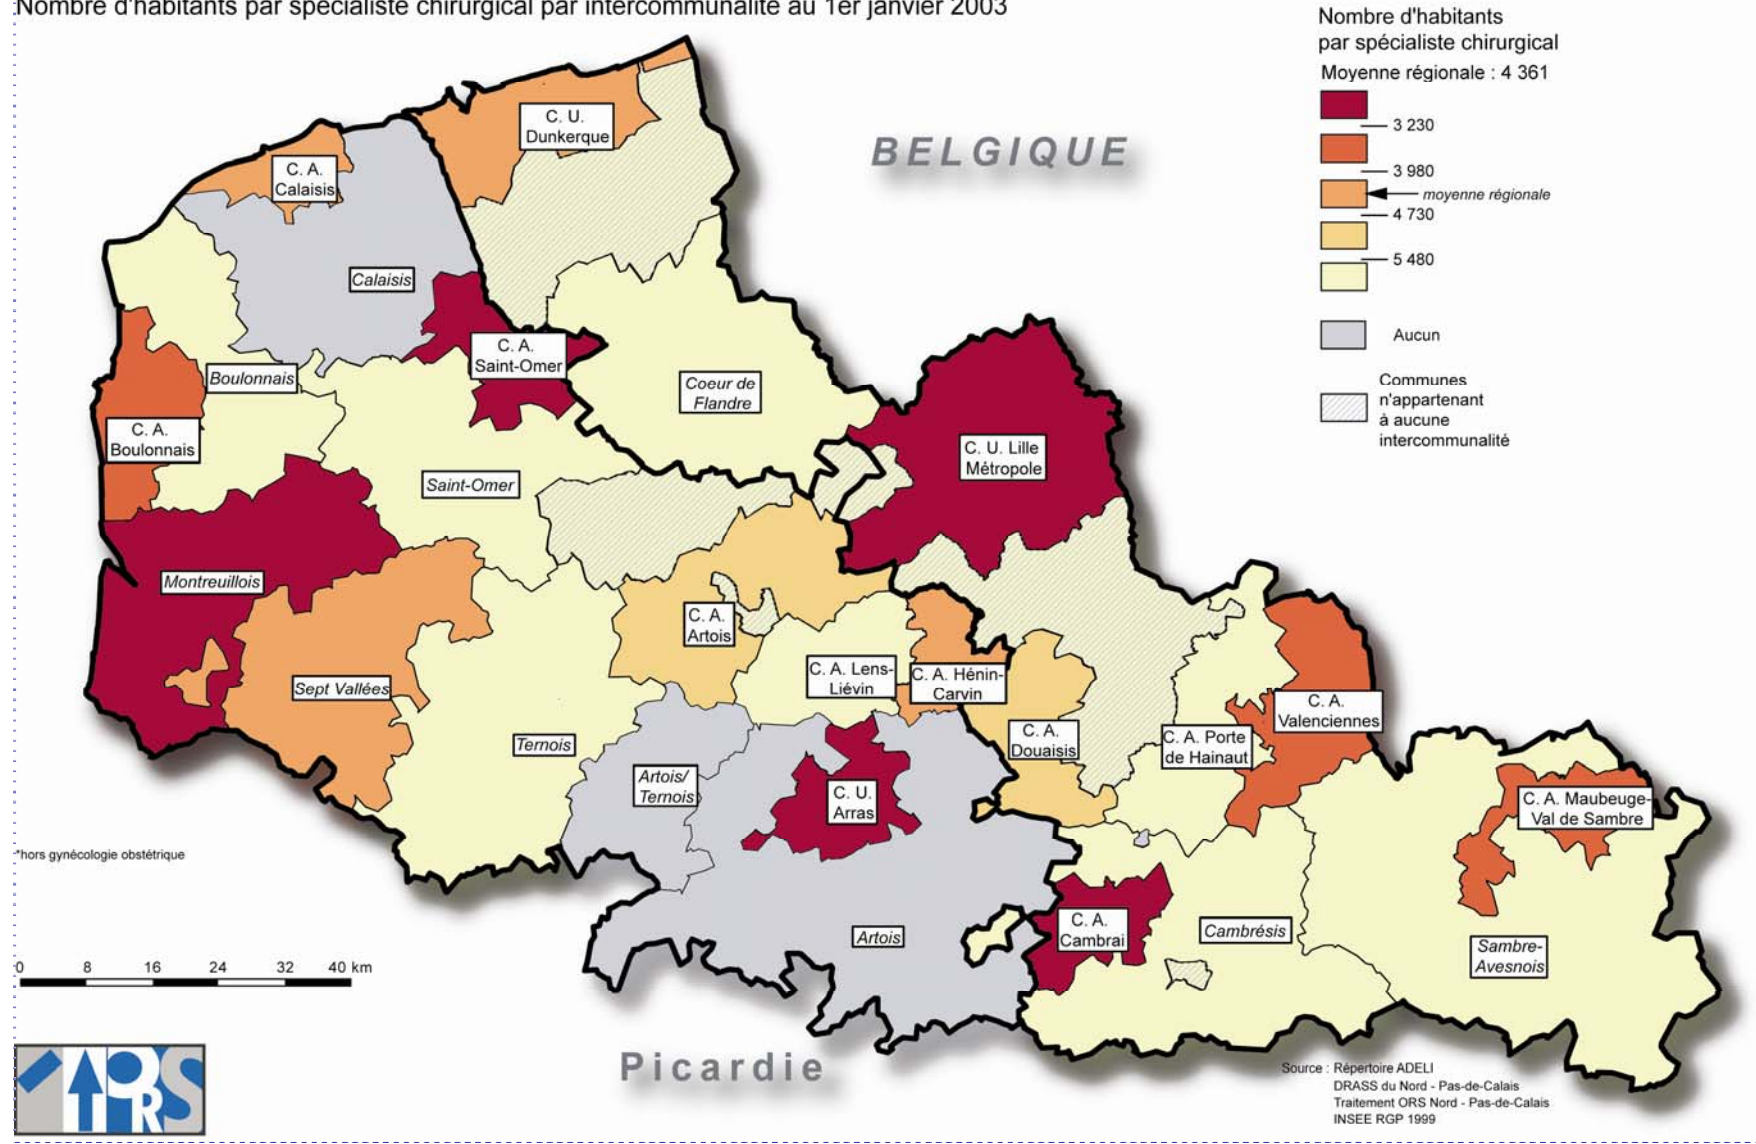 Nombre d'habitants par spécialiste chirurgical par intercommunalité au 1er janvier 2003
Nombre d'habitants
par spécialiste chirurgical
Moyenne régionale : 4 361
3 230
3 980
moyenne régionale
4 730
5 480
Aucun
Communes
n'appartenant
à aucune
intercommunalité
BELGIQUE
C. U.
Dunkerque
C. A.
Calaisis
Calaisis
C. A.
Saint-Omer
Boulonnais
Coeur de
Flandre
C. A.
Boulonnais
C. U. Lille
Métropole
Saint-Omer
Montreuillois
C. A.
Artois
C. A. Lens-
Liévin
C. A. Hénin-
Carvin
Sept Vallées
C. A.
Valenciennes
Ternois
C. A.
Douaisis
C. A. Porte
de Hainaut
Artois/
Ternois
C. U.
Arras
C. A. Maubeuge-
Val de Sambre
*hors gynécologie obstétrique
C. A.
Cambrai
Cambrésis
Artois
Sambre-
Avesnois
0 8 16 24 32 40 km
Picardie
ORS
Source : Répertoire ADELI
DRASS du Nord - Pas-de-Calais
Traitement ORS Nord - Pas-de-Calais
INSEE RGP 1999